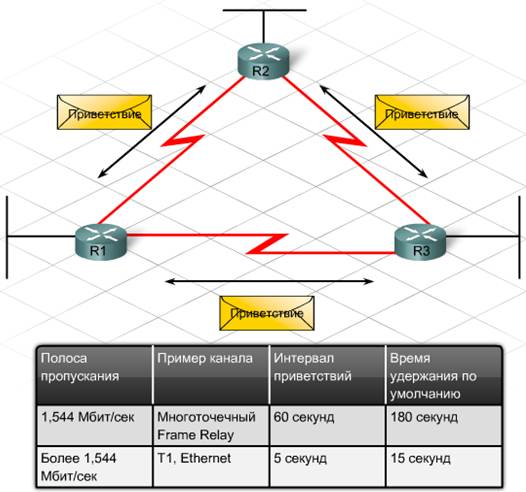 R2
Приветствие
Приветствие
R1
R3
Приветствие
Полоса
пропускания
Пример канала
Интервал
приветствий
Время
удержания по
умолчанию
1,544 Мбит/сек
Многоточечный
Frame Relay
60 секунд
180 секунд
Более 1,544
Мбит/сек
T1, Ethernet
5 секунд
15 секунд